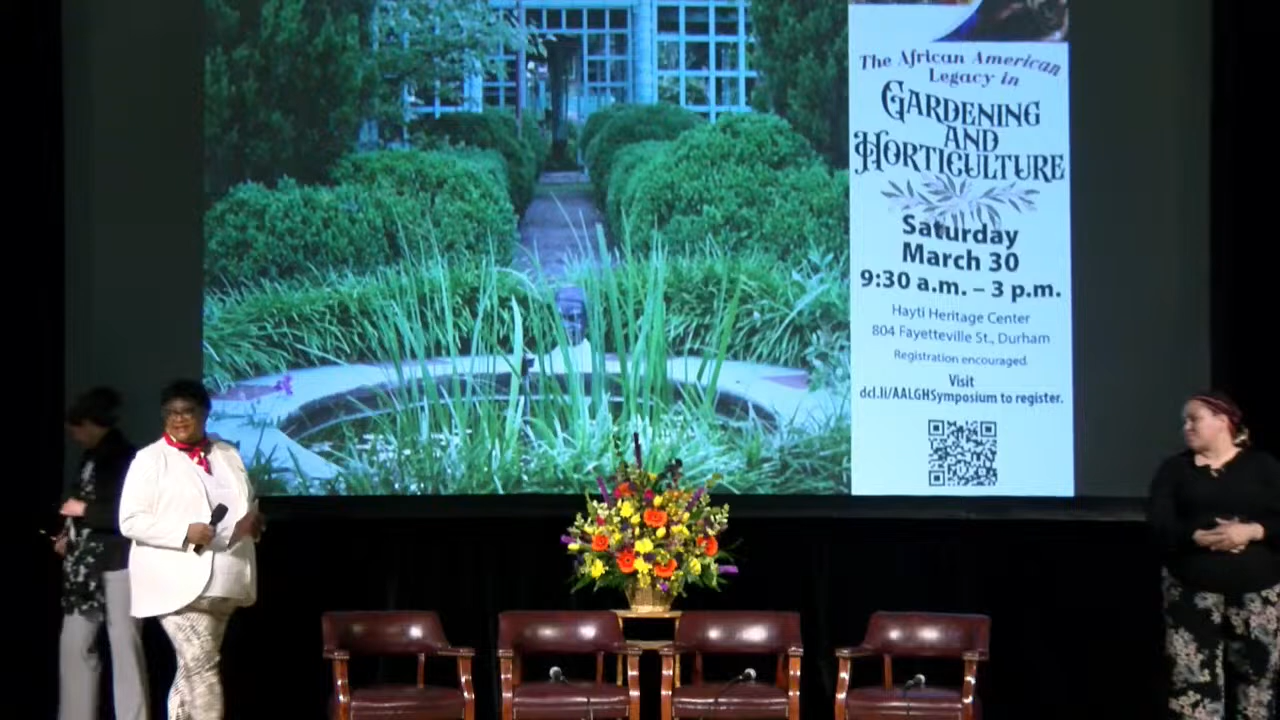 The African American
Legacy in
GARDENING
AND
HORTICULTURE
Saturday
March 30
9:30 a.m. – 3 p.m.
Hayti Heritage Center
804 Fayetteville St., Durham
Registration encouraged.
Visit
dcl.li/AALGHSymposium to register.